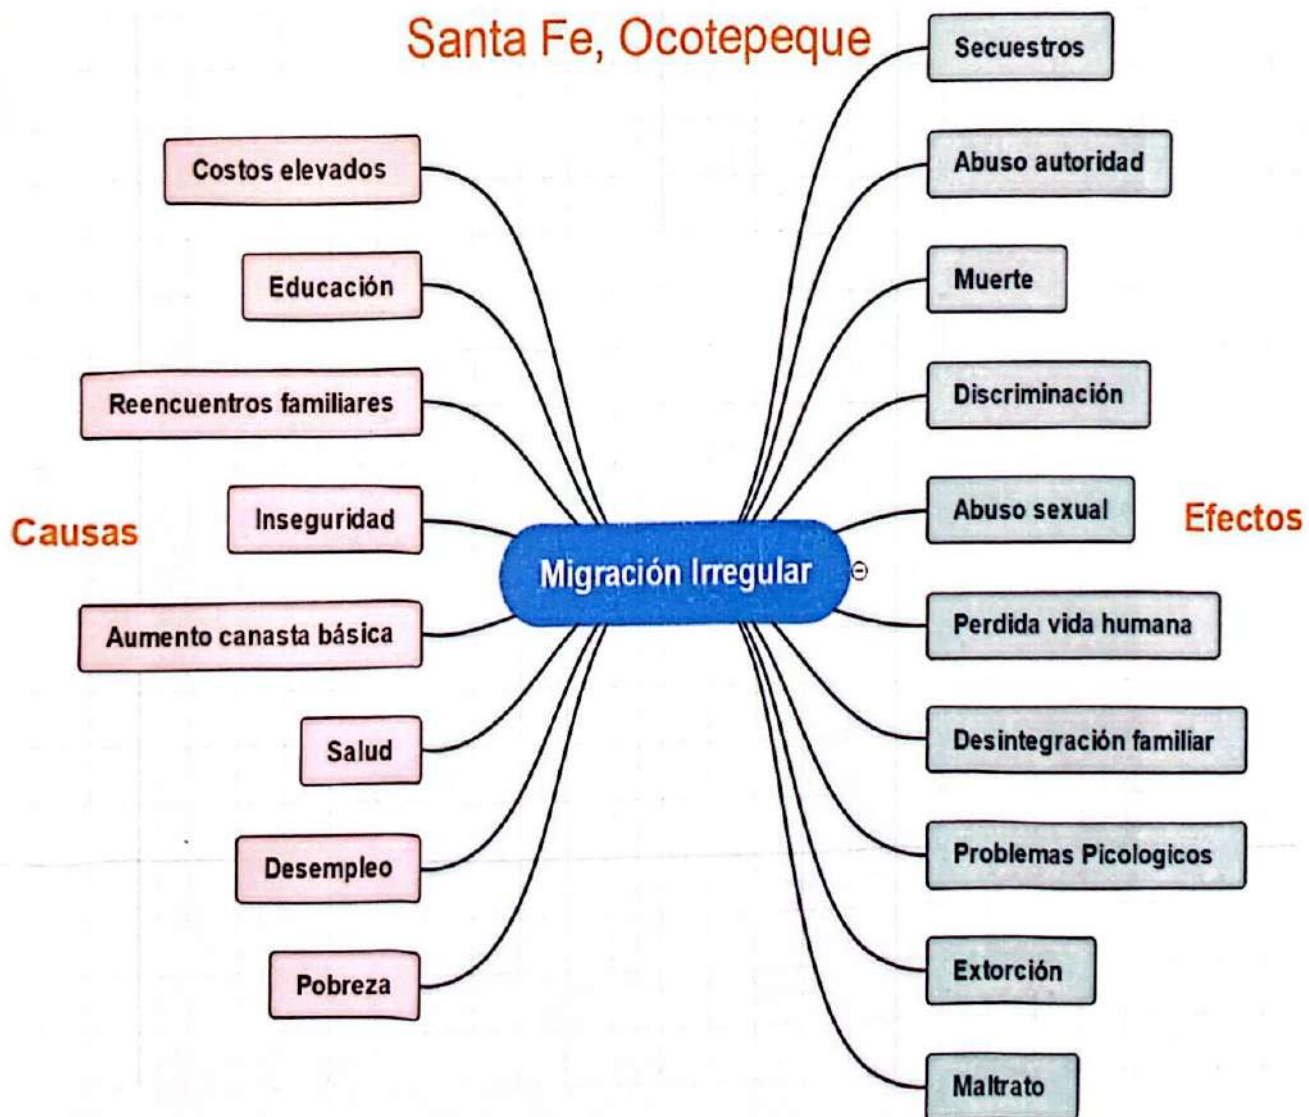 Santa Fe, Ocotepeque
Causas
Costos elevados
Educación
Reencuentros familiares
Inseguridad
Aumento canasta básica
Salud
Desempleo
Pobreza
Migración Irregular
Efectos
Secuestros
Abuso autoridad
Muerte
Discriminación
Abuso sexual
Perdida vida humana
Desintegración familiar
Problemas Picologicos
Extorción
Maltrato